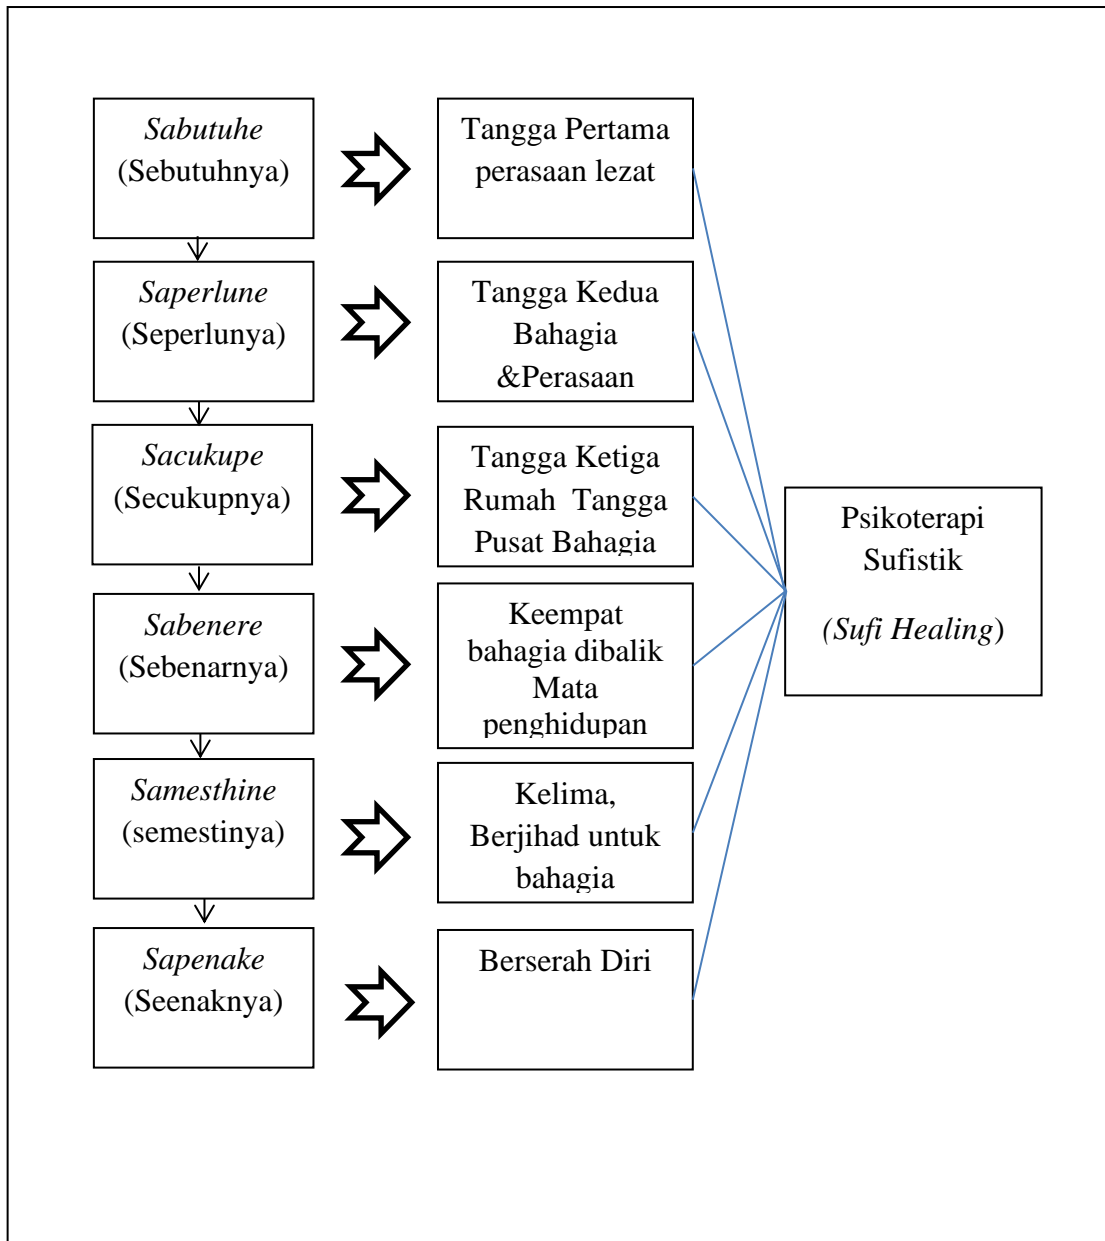 Sabutuhe
(Sebutuhnya)
Tangga Pertama
perasaan lezat
Saperlune
(Seperlunya)
Tangga Kedua
Bahagia
&Perasaan
Sacukupe
(Secukupnya)
Tangga Ketiga
Rumah Tangga
Pusat Bahagia
Sabenere
(Sebenarnya)
Keempat
bahagia dibalik
Mata
penghidupan
Samesthine
(semestinya)
Kelima,
Berjihad untuk
bahagia
Sapenake
(Seenaknya)
Berserah Diri
Psikoterapi
Sufistik
(Sufi Healing)